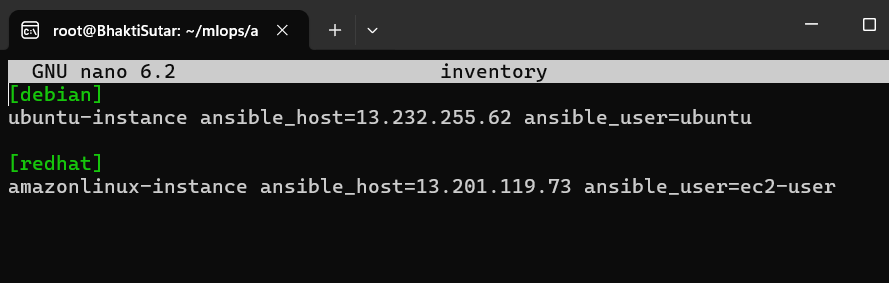 root@BhaktiSutar: ~/mlops/a
GNU nano 6.2 inventory
[debian]
ubuntu-instance ansible_host=13.232.255.62 ansible_user=ubuntu
[redhat]
amazonlinux-instance ansible_host=13.201.119.73 ansible_user=ec2-user